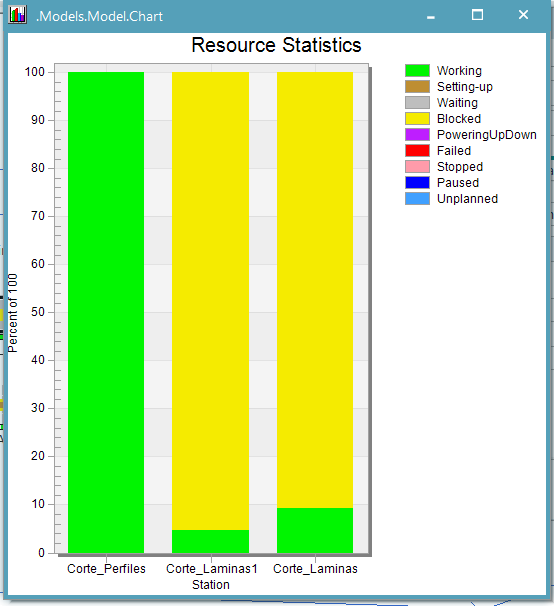 .Models.Model.Chart
Resource Statistics
100
90
80
70
60
50
40
30
20
10
0
Percent of 100
Corte_Perfiles
Corte_Laminas1
Corte_Laminas
Station
Working
Setting-up
Waiting
Blocked
PoweringUpDown
Failed
Stopped
Paused
Unplanned